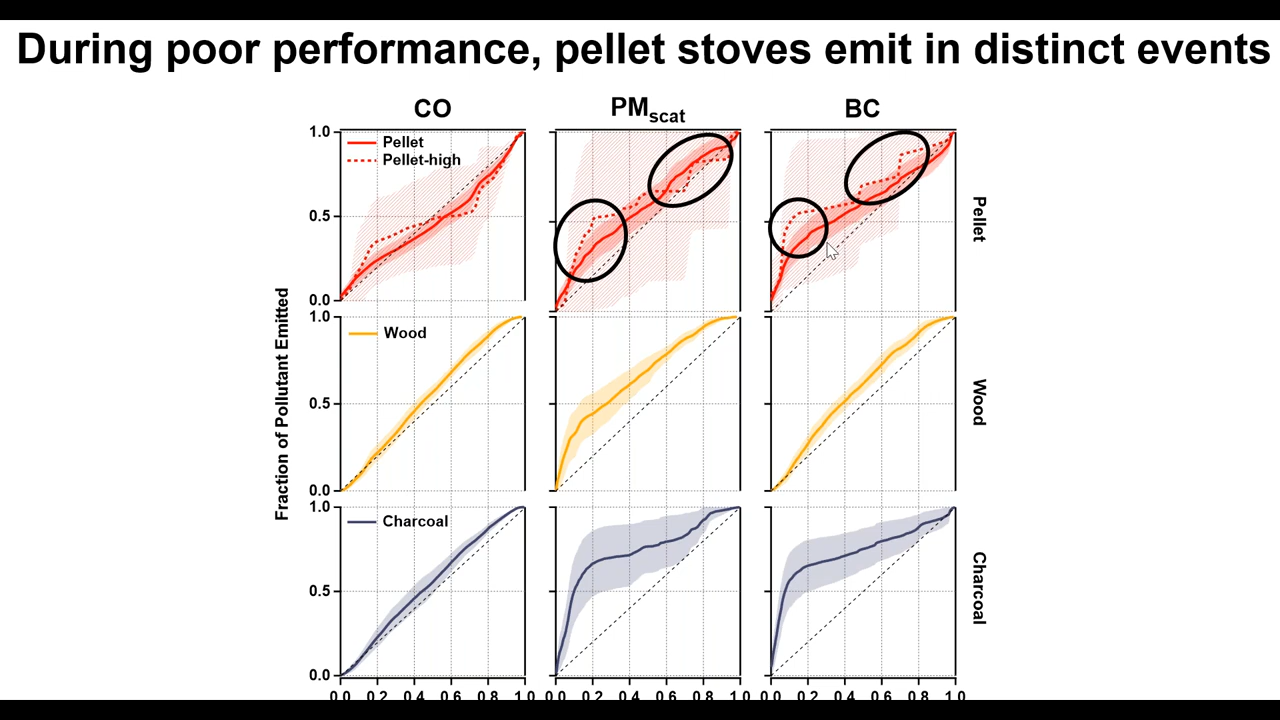 During poor performance, pellet stoves emit in distinct events
CO
PMscat
BC
1.0
Pellet
Pellet-high
0.5
0.0
Pellet
Fraction of Pollutant Emitted
1.0
Wood
0.5
0.0
Wood
1.0
Charcoal
0.5
0.0
Charcoal
0.0 0.2 0.4 0.6 0.8 1.0 0.0 0.2 0.4 0.6 0.8 1.0 0.0 0.2 0.4 0.6 0.8 1.0